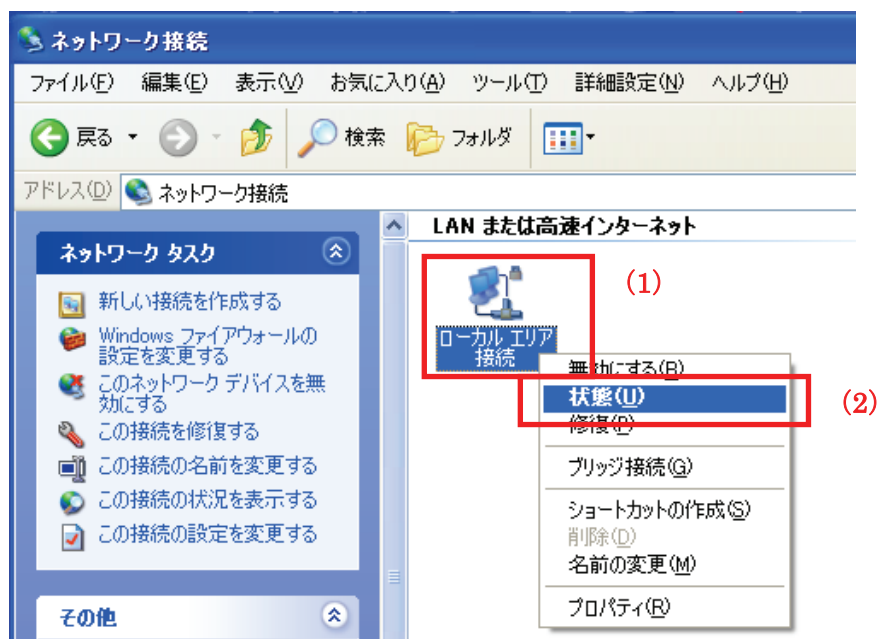 ネットワーク接続
ファイル(F) 編集(E) 表示(V) お気に入り(A) ツール(T) 詳細設定(N) ヘルプ(H)
戻る 検索 フォルダ
アドレス(D) ネットワーク接続
ネットワーク タスク
新しい接続を作成する
Windows ファイアウォールの
設定を変更する
このネットワーク デバイスを無
効にする
この接続を修復する
この接続の名前を変更する
この接続の状況を表示する
この接続の設定を変更する
その他
LAN または高速インターネット
(1)
ローカル エリア
接続
無効にする(B)
状態(U)
(2)
修復(P)
ブリッジ接続(G)
ショートカットの作成(S)
削除(D)
名前の変更(M)
プロパティ(R)